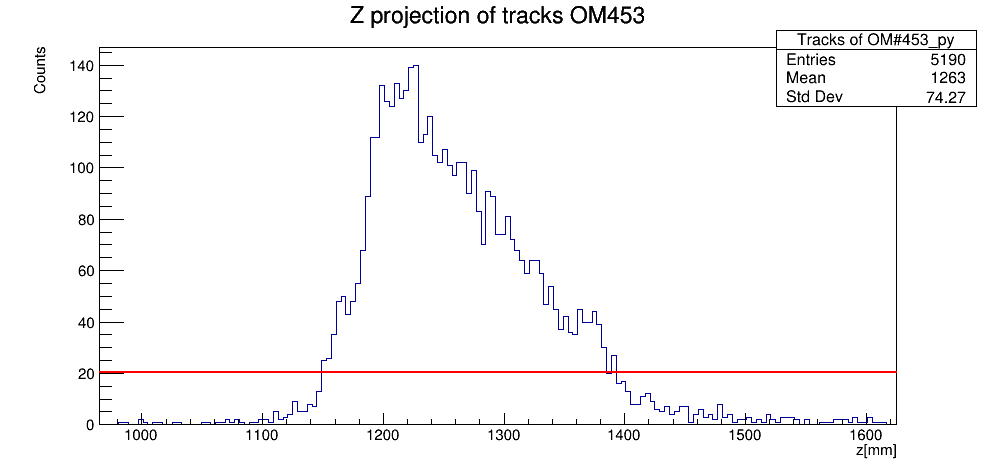 Z projection of tracks OM453
Tracks of OM#453_py
Entries 5190
Mean 1263
Std Dev 74.27
Counts
140
120
100
80
60
40
20
0
1000 1100 1200 1300 1400 1500 1600
z[mm]